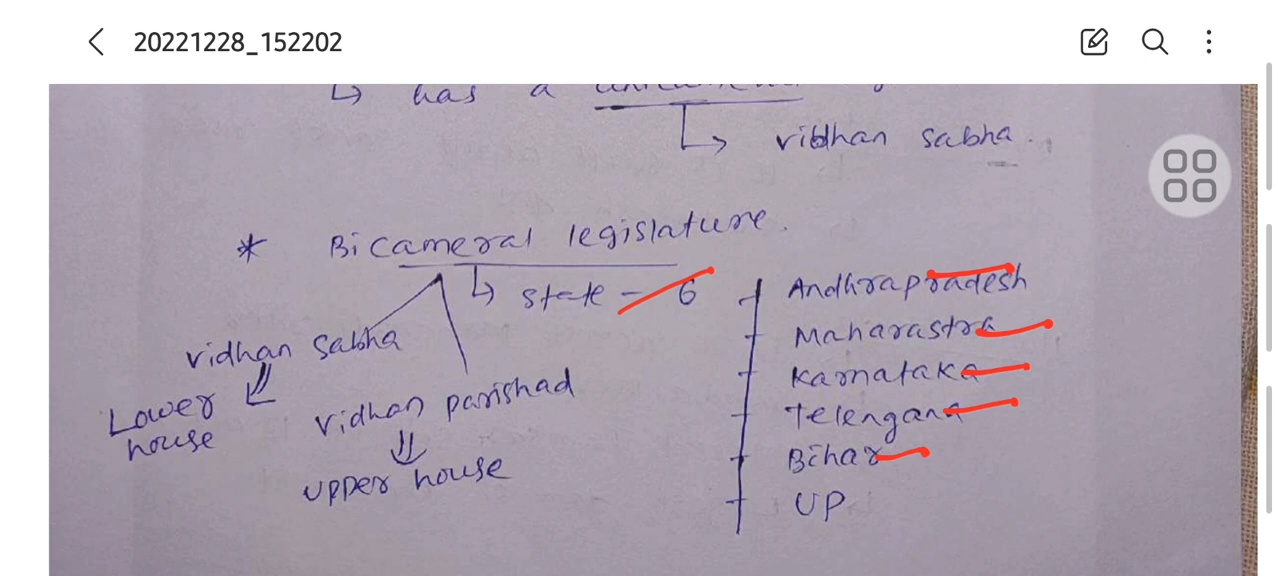 20221228_152202
↳ has a
↳ vidhan sabha.
* Bicameral legislature.
↳ state - 6
vidhan sabha
Lower house
vidhan parishad
upper house
Andhrapradesh
Maharastra
Karnataka
Telengana
Bihar
UP